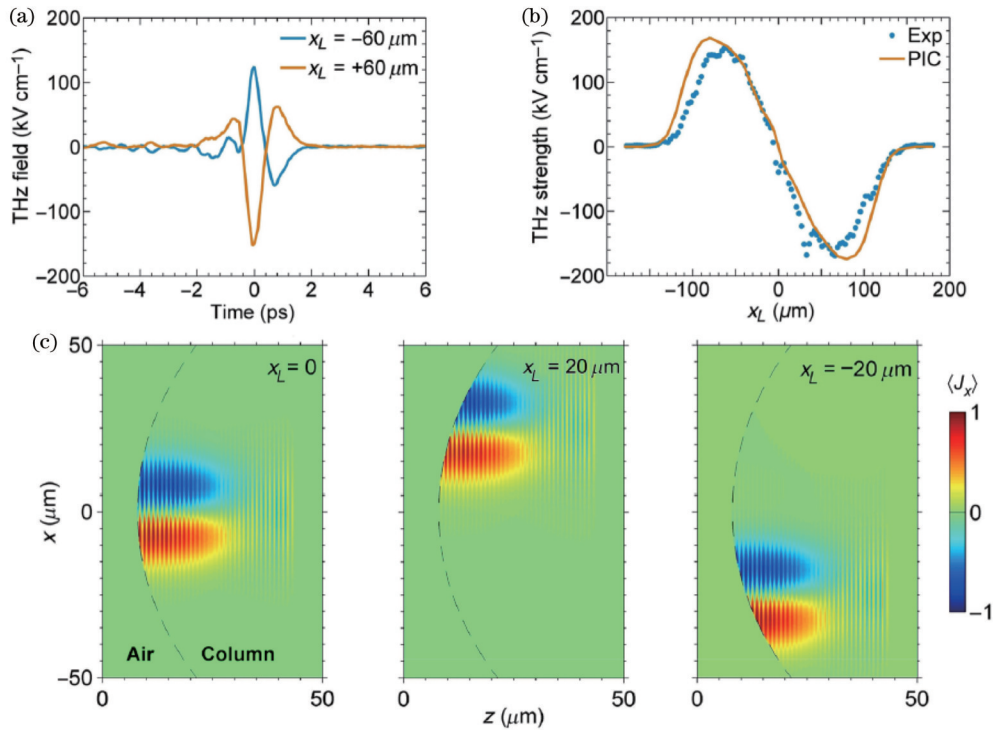 (a)
200
100
0
−100
−200
THz field (kV cm⁻¹)
x_L = −60 μm
x_L = +60 μm
−6
−4
−2
0
2
4
6
Time (ps)
(b)
200
100
0
−100
−200
THz strength (kV cm⁻¹)
Exp
PIC
−100
0
100
200
x_L (μm)
(c)
50
0
−50
x (μm)
x_L = 0
Air
Column
0
50
x_L = 20 μm
0
50
z (μm)
x_L = −20 μm
0
50
⟨J_x⟩
1
0
−1